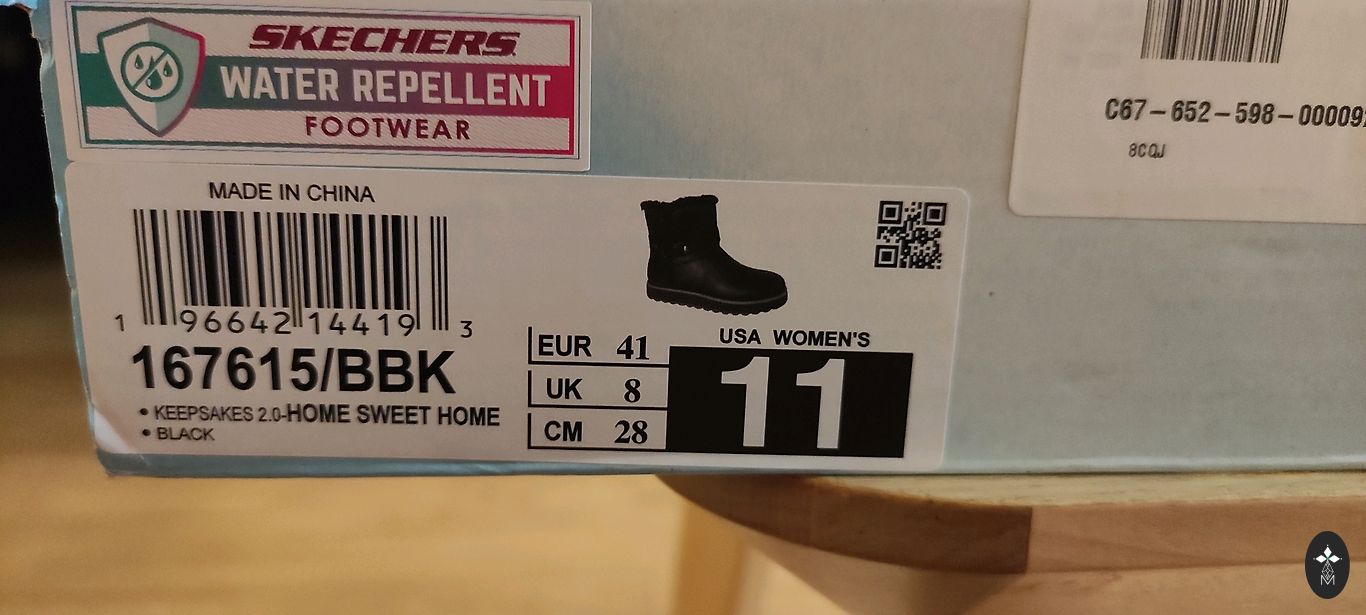 SKECHERS
WATER REPELLENT
FOOTWEAR
C67-652-598-00009
8CQJ
MADE IN CHINA
1 96642 14419 3
167615/BBK
• KEEPSAKES 2.0-HOME SWEET HOME
• BLACK
EUR 41
UK 8
CM 28
USA WOMEN'S
11
M